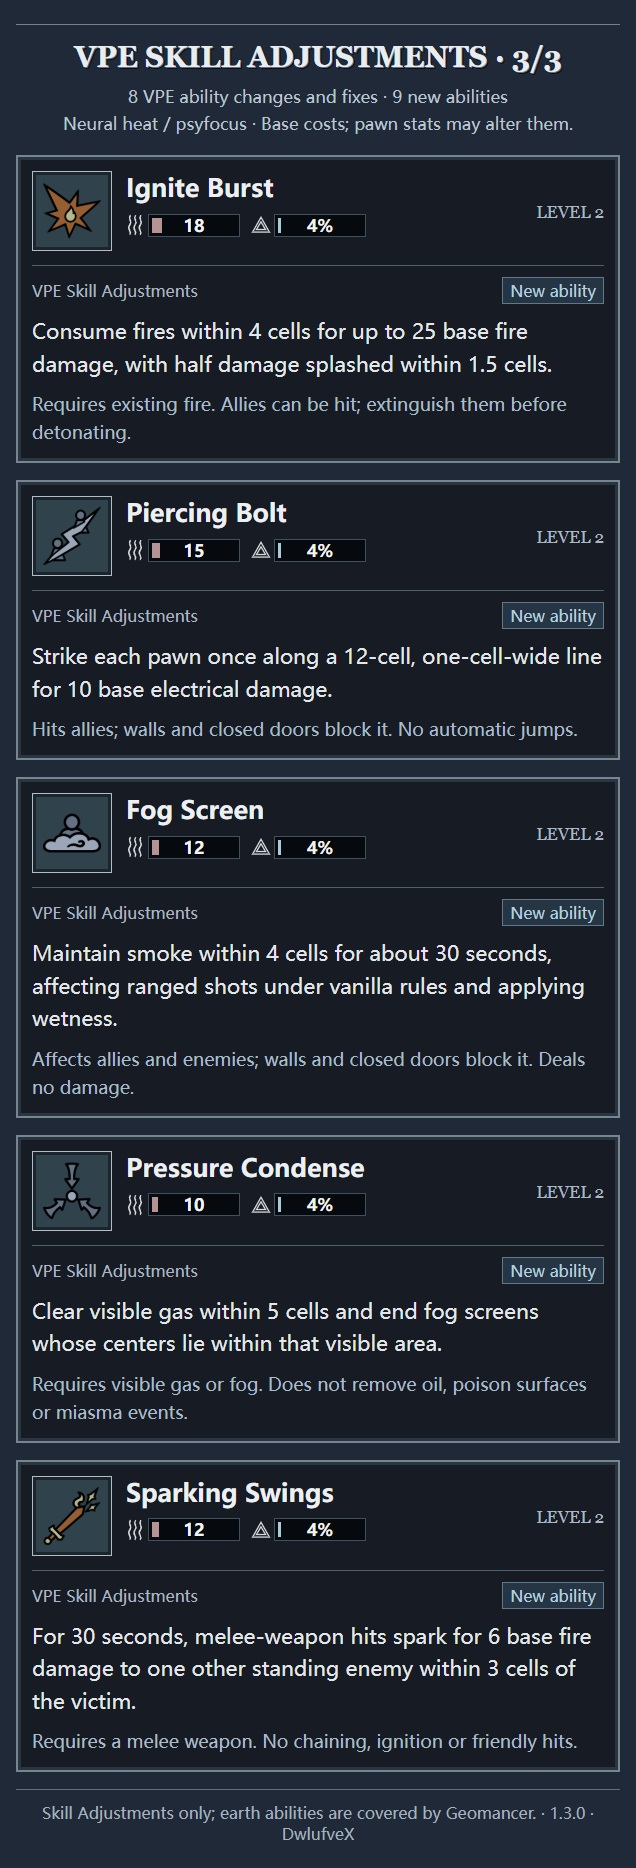 VPE SKILL ADJUSTMENTS · 3/3
8 VPE ability changes and fixes · 9 new abilities
Neural heat / psyfocus · Base costs; pawn stats may alter them.
Ignite Burst
18 4%
LEVEL 2
VPE Skill Adjustments
New ability
Consume fires within 4 cells for up to 25 base fire
damage, with half damage splashed within 1.5 cells.
Requires existing fire. Allies can be hit; extinguish them before
detonating.
Piercing Bolt
15 4%
LEVEL 2
VPE Skill Adjustments
New ability
Strike each pawn once along a 12-cell, one-cell-wide line
for 10 base electrical damage.
Hits allies; walls and closed doors block it. No automatic jumps.
Fog Screen
12 4%
LEVEL 2
VPE Skill Adjustments
New ability
Maintain smoke within 4 cells for about 30 seconds,
affecting ranged shots under vanilla rules and applying
wetness.
Affects allies and enemies; walls and closed doors block it. Deals
no damage.
Pressure Condense
10 4%
LEVEL 2
VPE Skill Adjustments
New ability
Clear visible gas within 5 cells and end fog screens
whose centers lie within that visible area.
Requires visible gas or fog. Does not remove oil, poison surfaces
or miasma events.
Sparking Swings
12 4%
LEVEL 2
VPE Skill Adjustments
New ability
For 30 seconds, melee-weapon hits spark for 6 base fire
damage to one other standing enemy within 3 cells of
the victim.
Requires a melee weapon. No chaining, ignition or friendly hits.
Skill Adjustments only; earth abilities are covered by Geomancer. · 1.3.0 ·
DwlufveX